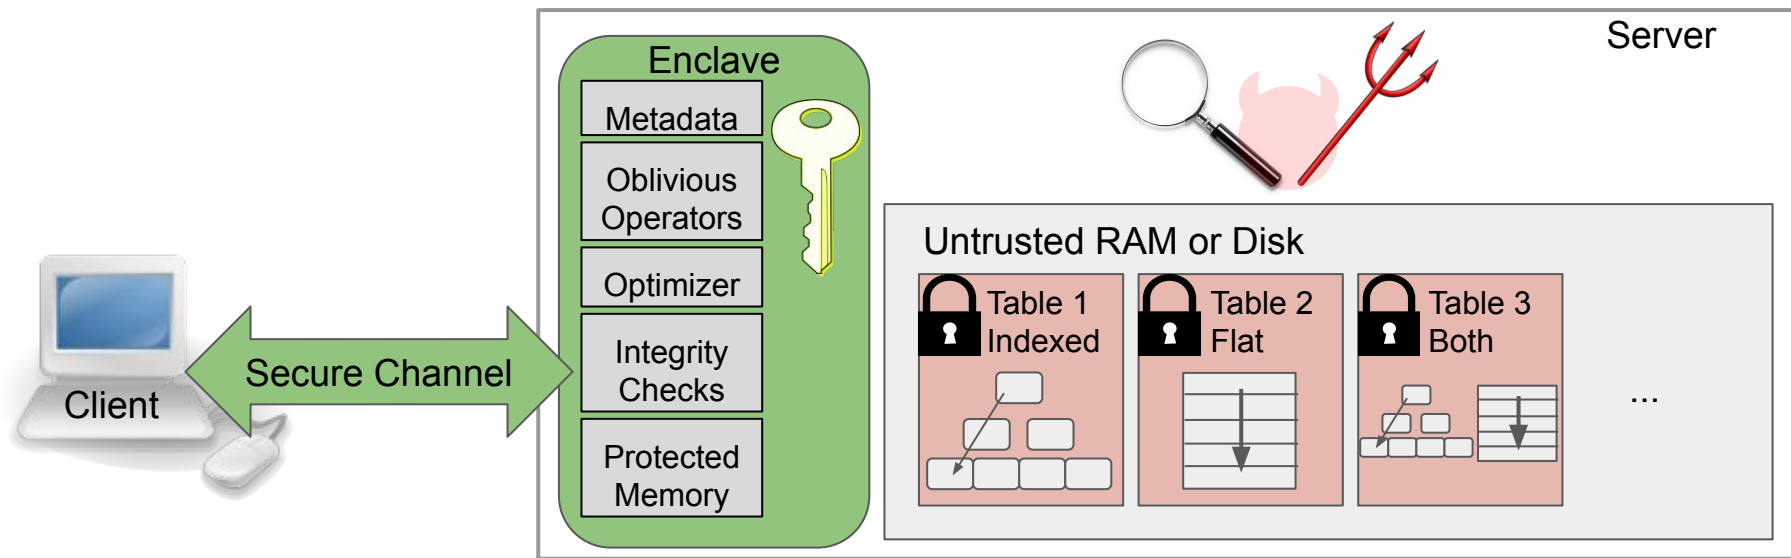 Server
Enclave
Metadata
Oblivious
Operators
Optimizer
Integrity
Checks
Protected
Memory
Client
Secure Channel
Untrusted RAM or Disk
Table 1
Indexed
Table 2
Flat
Table 3
Both
...